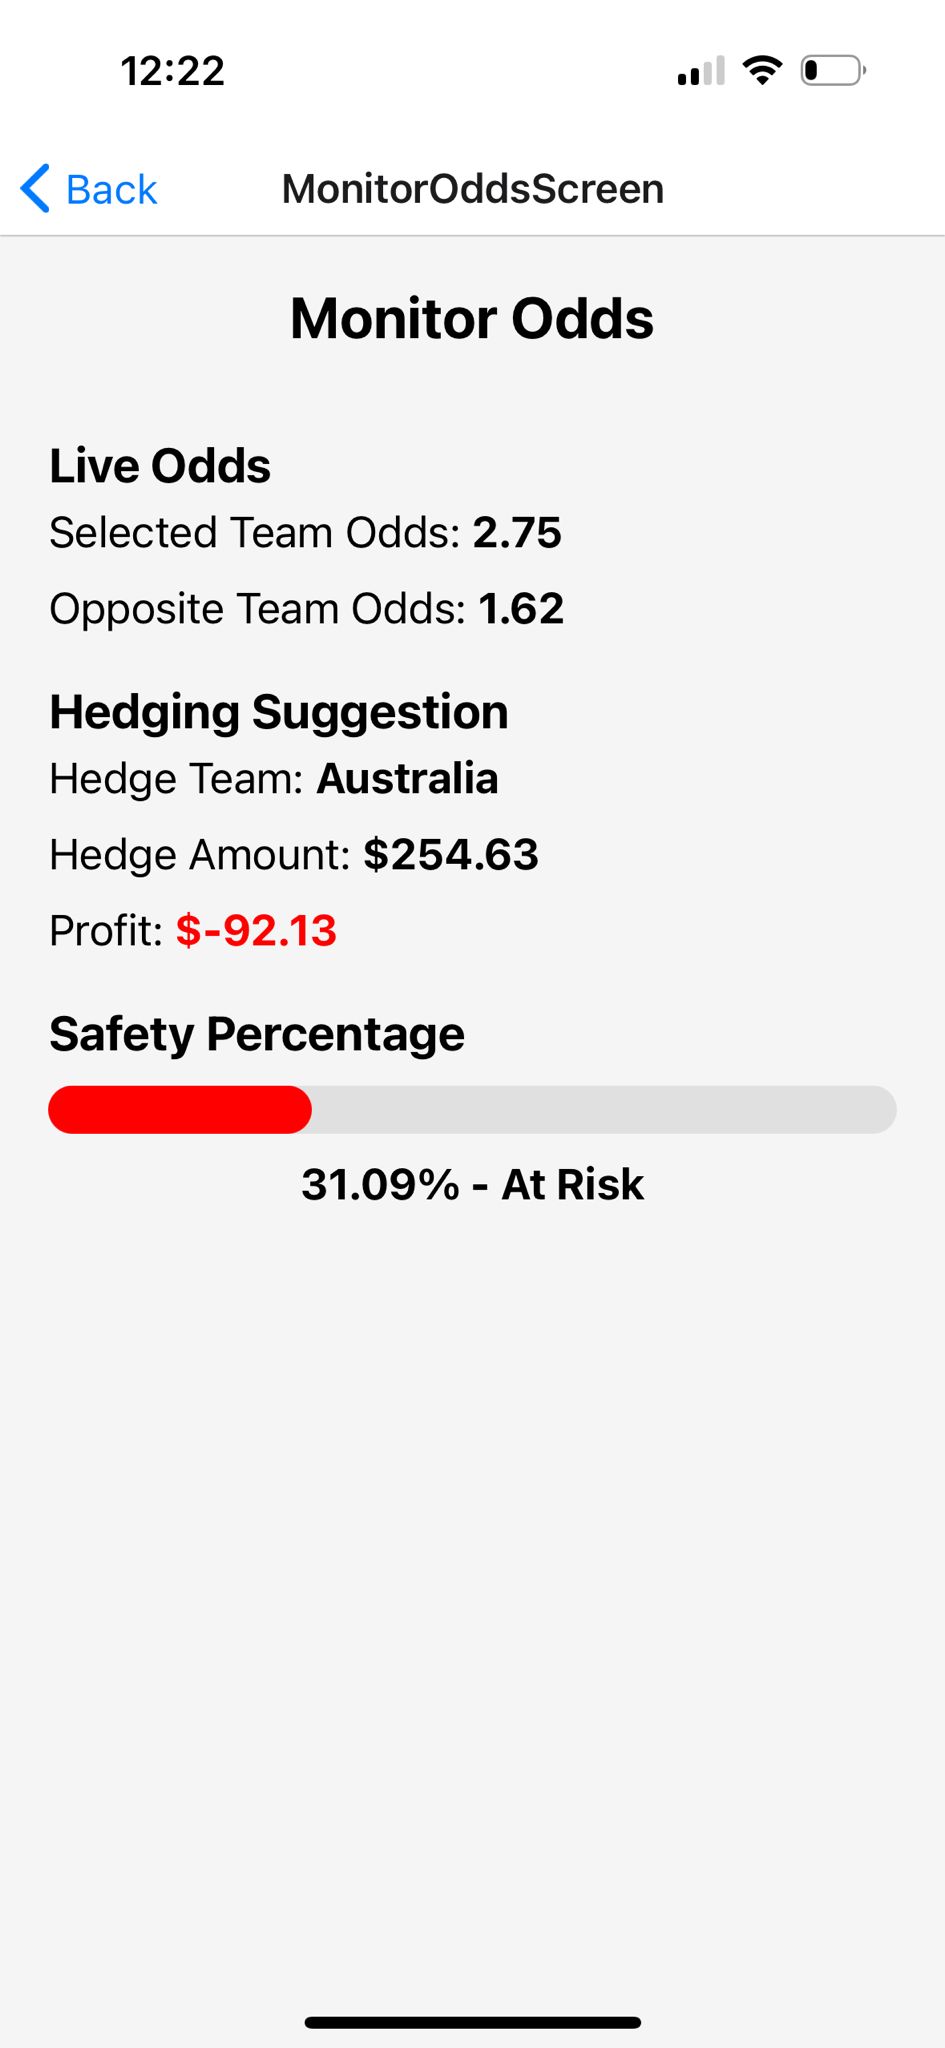 12:22
Back
MonitorOddsScreen
Monitor Odds
Live Odds
Selected Team Odds: 2.75
Opposite Team Odds: 1.62
Hedging Suggestion
Hedge Team: Australia
Hedge Amount: $254.63
Profit: $-92.13
Safety Percentage
31.09% - At Risk